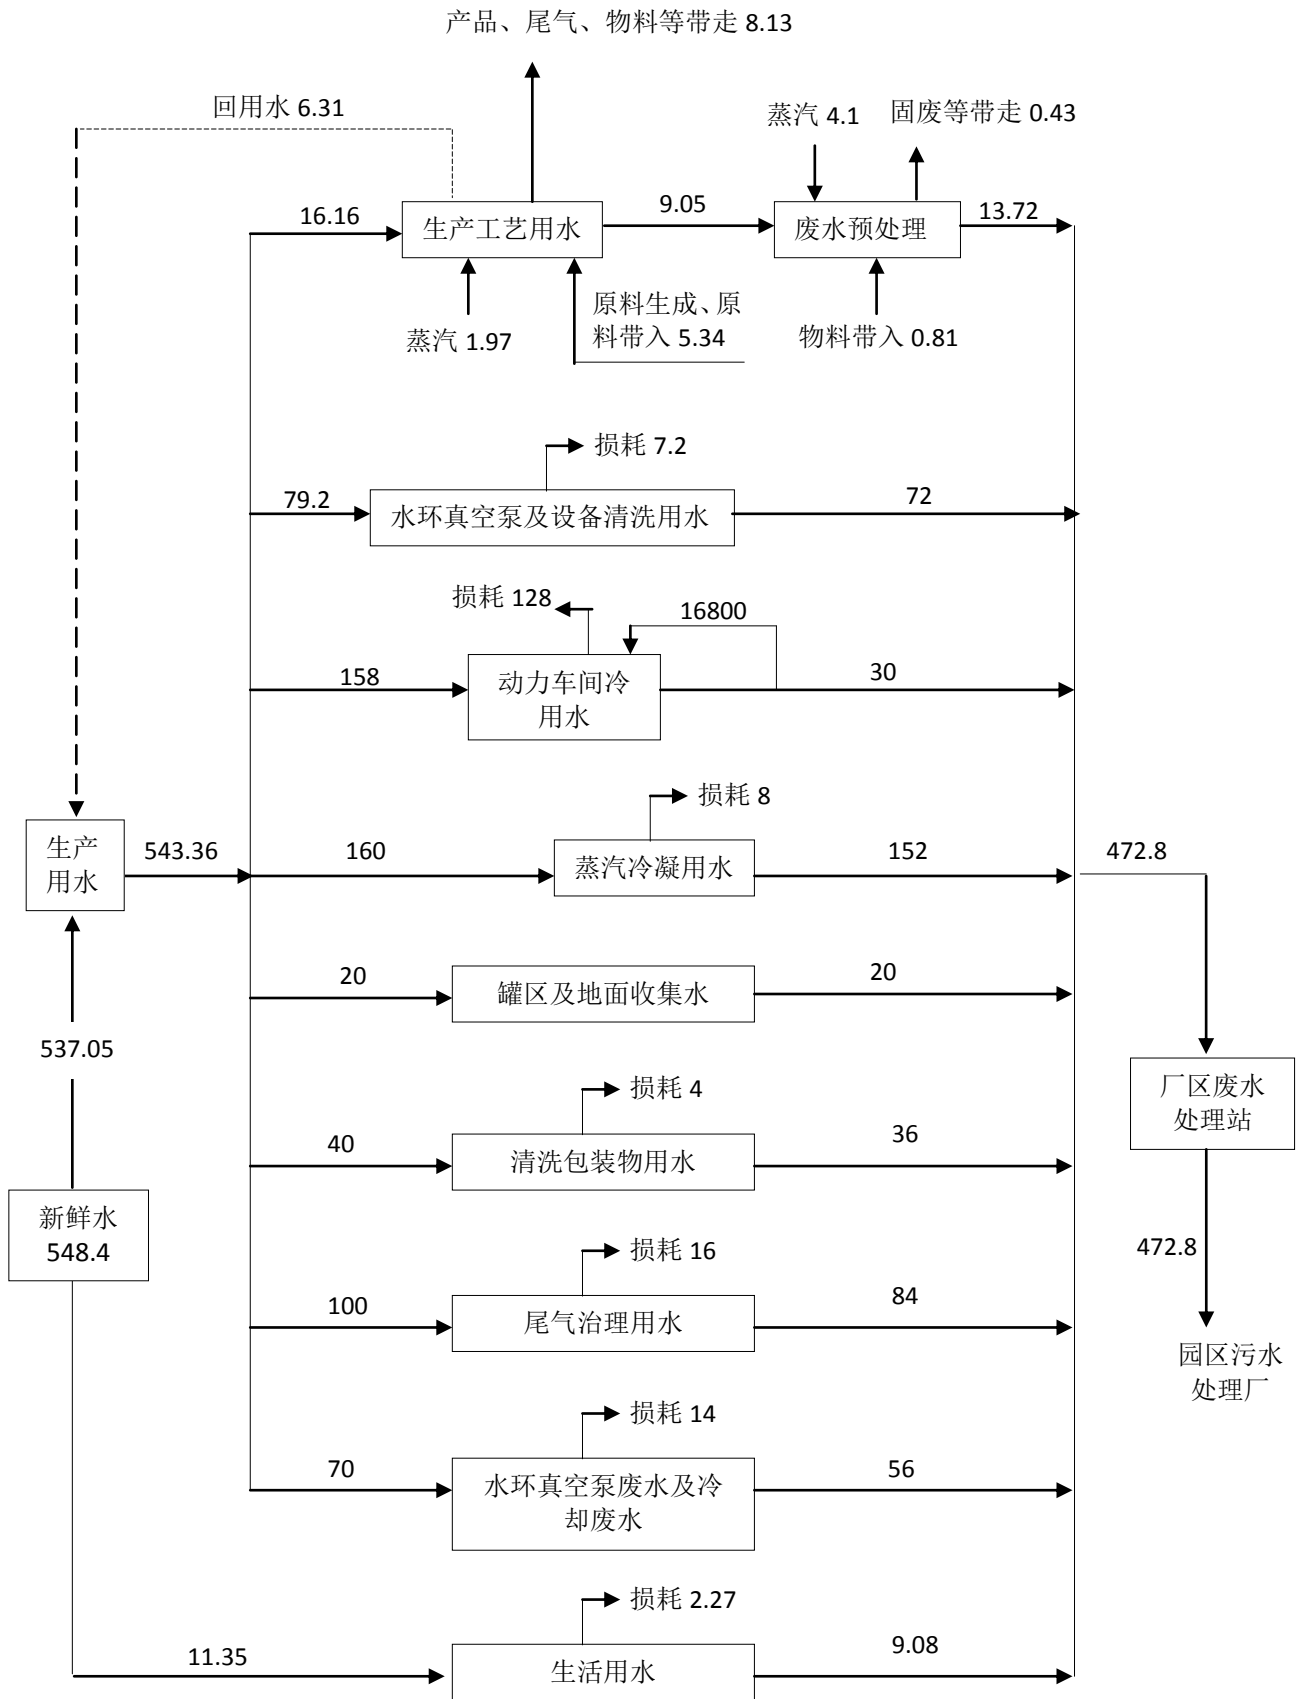 产品、尾气、物料等带走 8.13
回用水 6.31
蒸汽 4.1
固废等带走 0.43
16.16
生产工艺用水
9.05
废水预处理
13.72
蒸汽 1.97
原料生成、原
料带入 5.34
物料带入 0.81
损耗 7.2
79.2
水环真空泵及设备清洗用水
72
损耗 128
16800
158
动力车间冷
用水
30
损耗 8
生产
用水
543.36
160
蒸汽冷凝用水
152
472.8
20
罐区及地面收集水
20
537.05
损耗 4
40
清洗包装物用水
36
厂区废水
处理站
新鲜水
548.4
损耗 16
100
尾气治理用水
84
472.8
园区污水
处理厂
损耗 14
70
水环真空泵废水及冷
却废水
56
损耗 2.27
11.35
生活用水
9.08